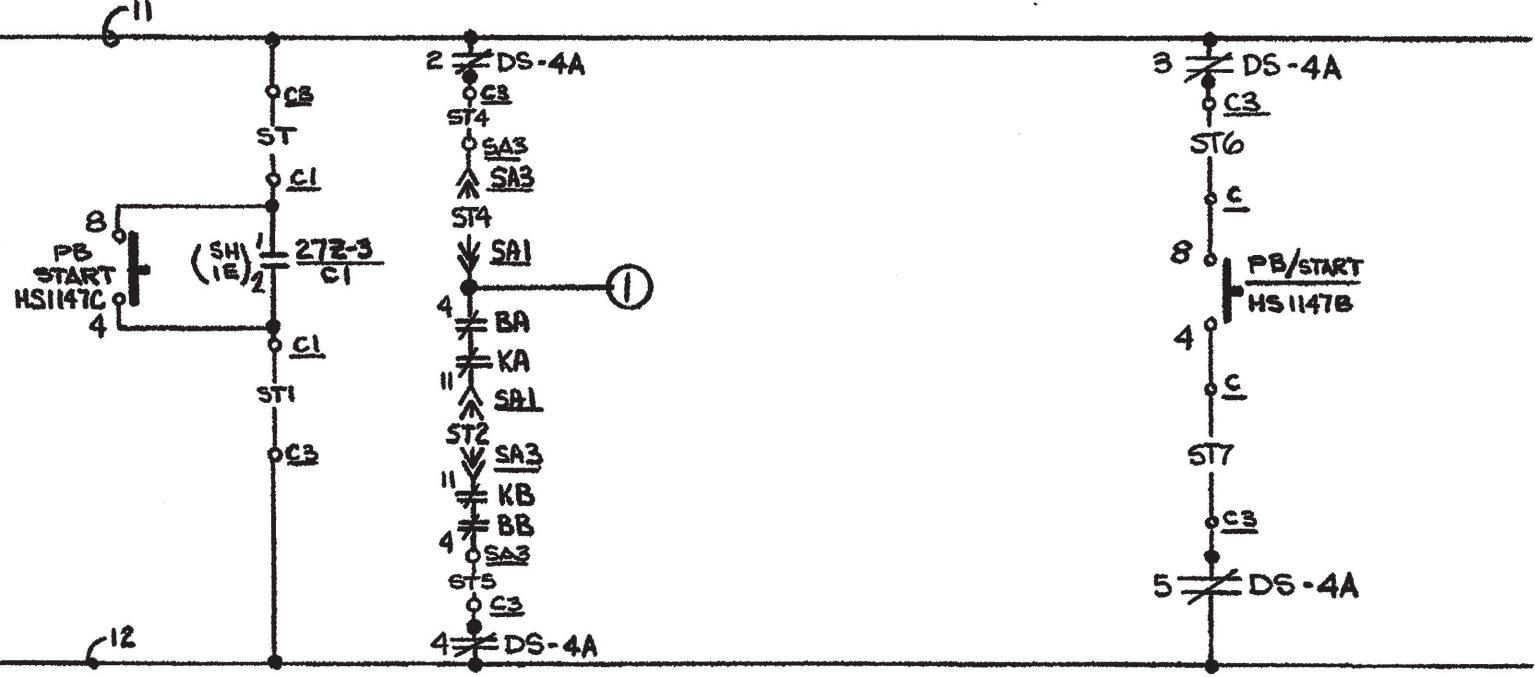 11
C3
ST
C1
8
PB
START
HS1147C
4
(SH
1E)
1
2
27Z-3
C1
C1
ST1
C3
12
2 DS-4A
C3
ST4
SA3
SA3
ST4
SA1
1
4 BA
KA
11
SA1
ST2
SA3
11 KB
BB
4
SA3
ST5
C3
4 DS-4A
3 DS-4A
C3
ST6
C
8
PB/START
HS1147B
4
C
ST7
C3
5 DS-4A